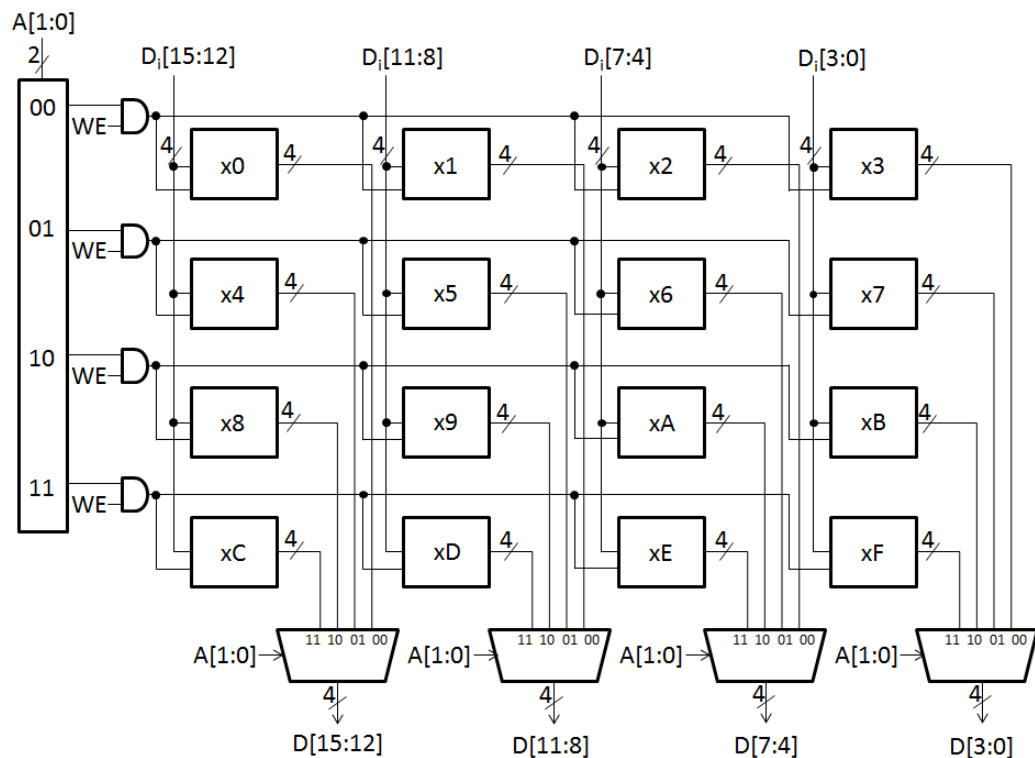 A[1:0]
2
Di[15:12] Di[11:8] Di[7:4] Di[3:0]
00
WE
4 4 4 4
x0 4 x1 4 x2 4 x3 4
01
WE
x4 4 x5 4 x6 4 x7 4
10
WE
x8 4 x9 4 xA 4 xB 4
11
WE
xC 4 xD 4 xE 4 xF 4
11 10 01 00 11 10 01 00 11 10 01 00 11 10 01 00
A[1:0] A[1:0] A[1:0] A[1:0]
4 4 4 4
D[15:12] D[11:8] D[7:4] D[3:0]